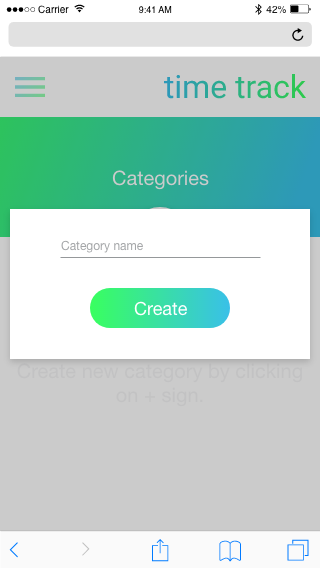 Carrier 9:41 AM 42%
time track
Categories
Category name
Create
Create new category by clicking
on + sign.